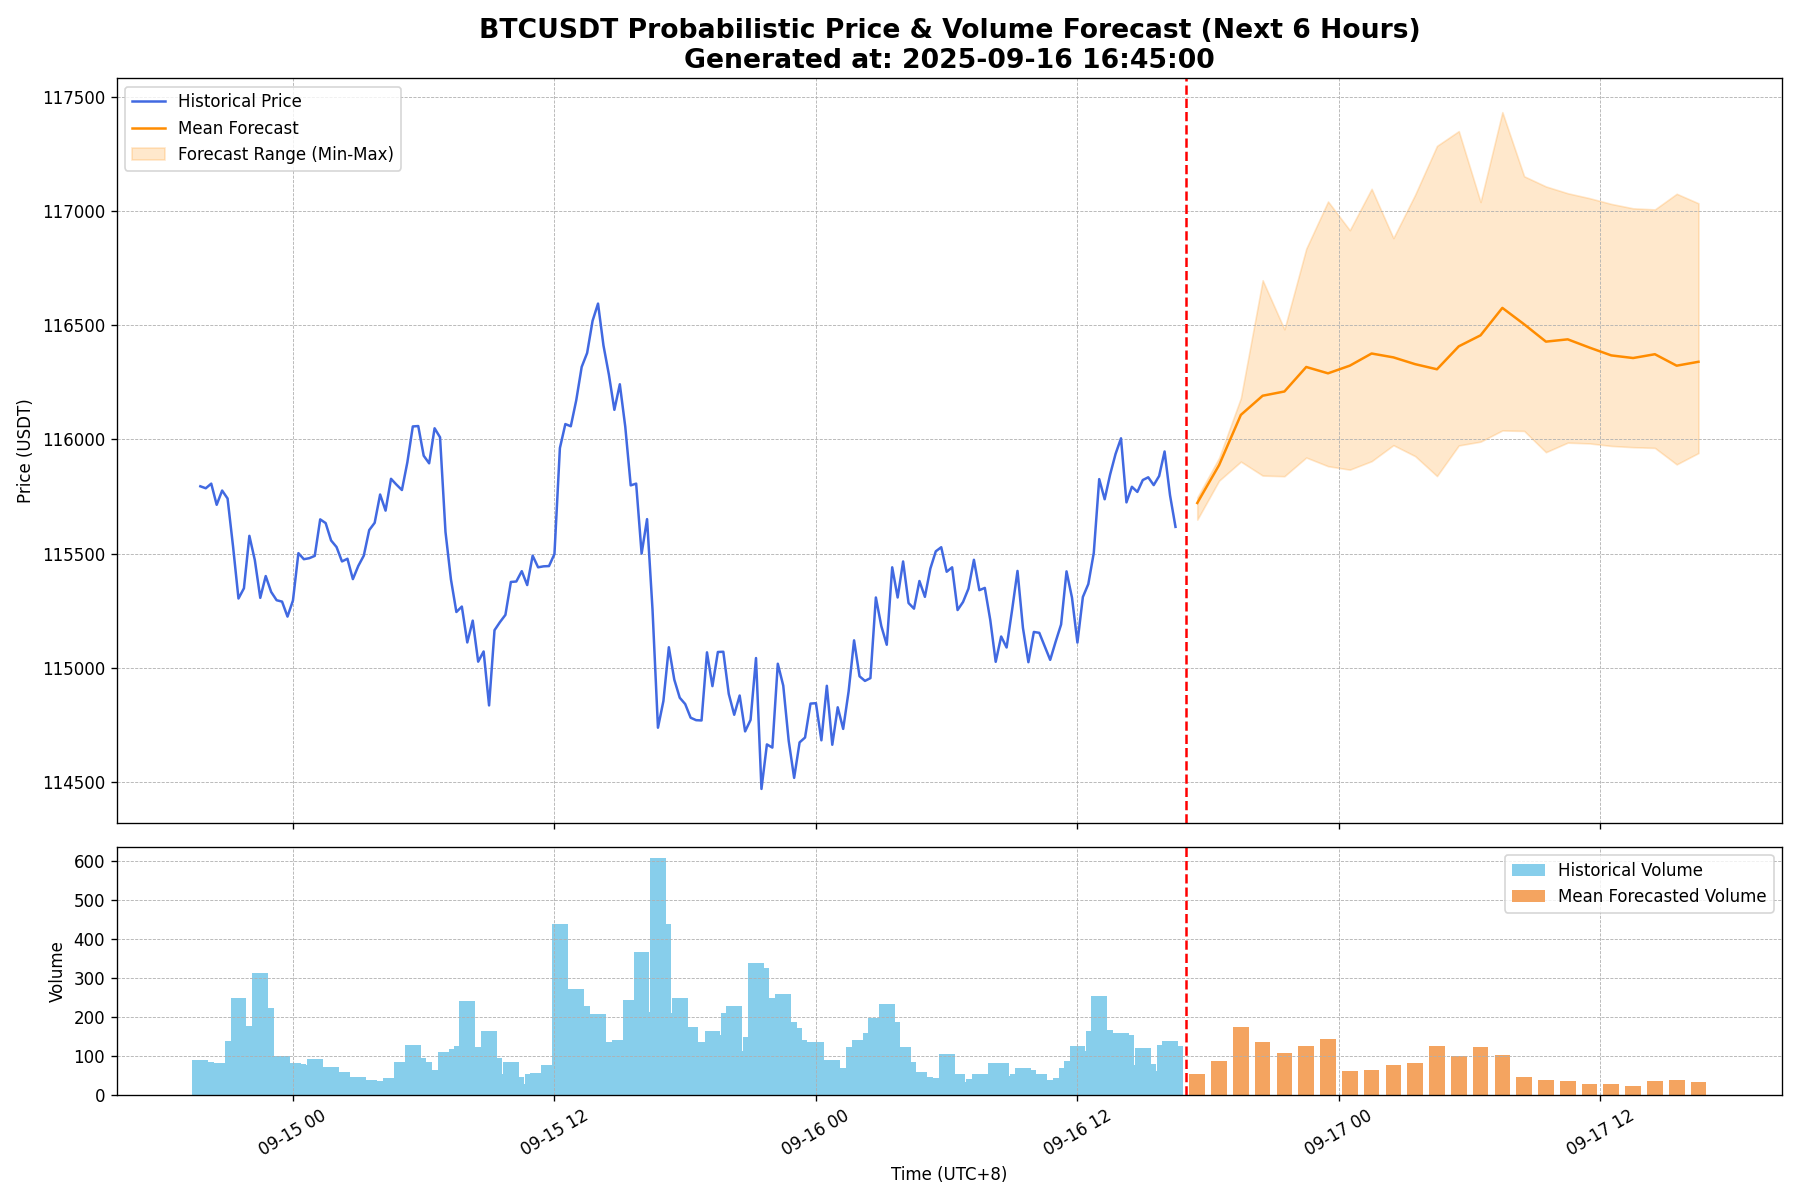 BTCUSDT Probabilistic Price & Volume Forecast (Next 6 Hours)
Generated at: 2025-09-16 16:45:00
Historical Price
Mean Forecast
Forecast Range (Min-Max)
117500
117000
116500
116000
115500
115000
114500
Price (USDT)
Historical Volume
Mean Forecasted Volume
600
500
400
300
200
100
0
Volume
09-15 00
09-15 12
09-16 00
09-16 12
09-17 00
09-17 12
Time (UTC+8)